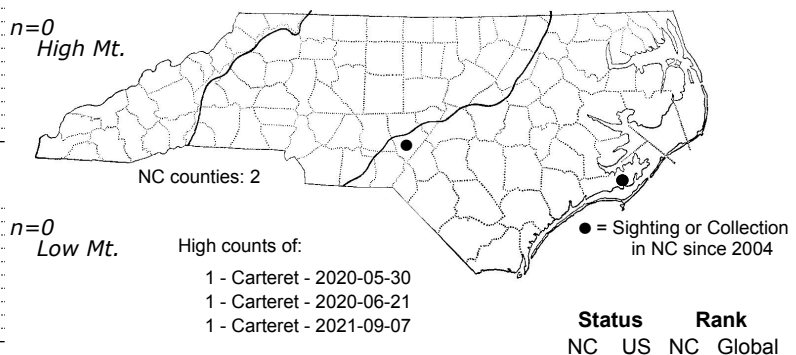 n=0
High Mt.
NC counties: 2
n=0
Low Mt.
High counts of:
1 - Carteret - 2020-05-30
1 - Carteret - 2020-06-21
1 - Carteret - 2021-09-07
● = Sighting or Collection
in NC since 2004
Status Rank
NC US NC Global